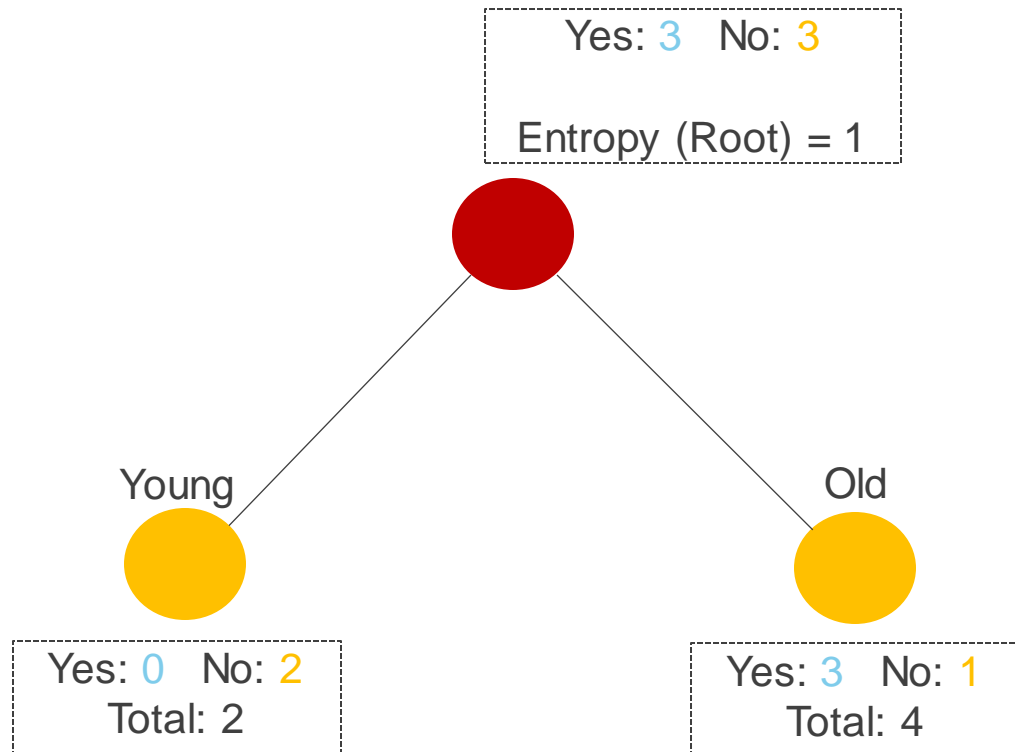 Yes: 3 No: 3
Entropy (Root) = 1
Young
Old
Yes: 0 No: 2
Total: 2
Yes: 3 No: 1
Total: 4